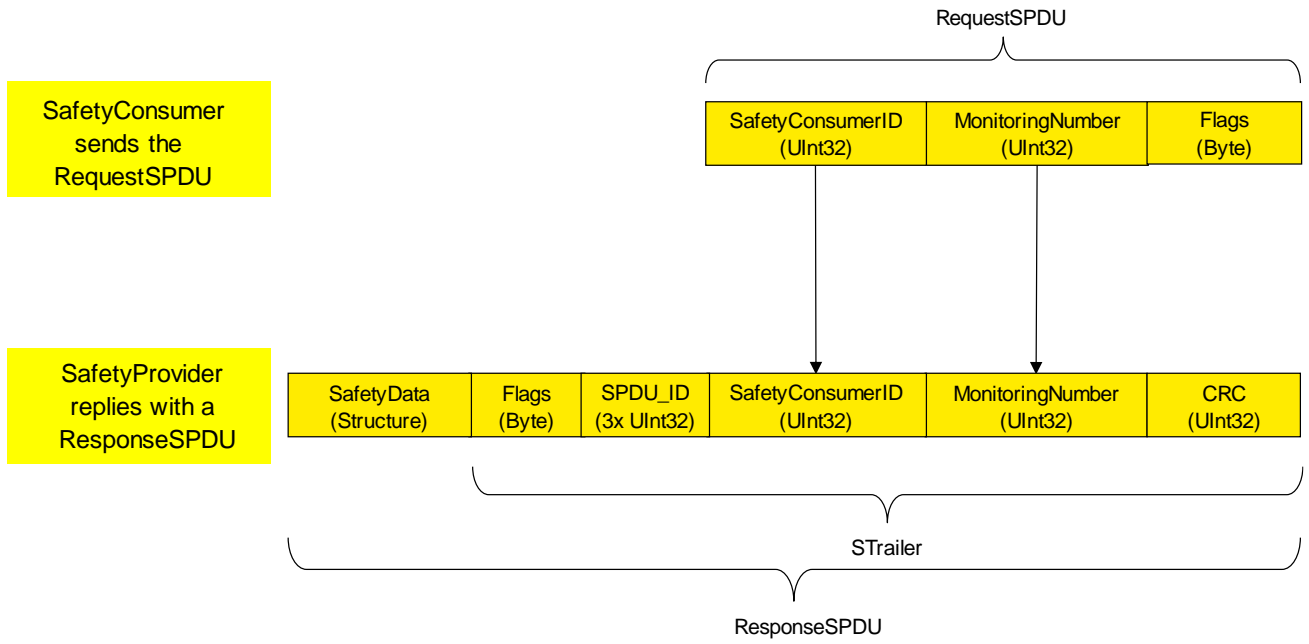 RequestSPDU
SafetyConsumer
sends the
RequestSPDU
SafetyConsumerID
(UInt32)
MonitoringNumber
(UInt32)
Flags
(Byte)
SafetyProvider
replies with a
ResponseSPDU
SafetyData
(Structure)
Flags
(Byte)
SPDU_ID
(3x UInt32)
SafetyConsumerID
(UInt32)
MonitoringNumber
(UInt32)
CRC
(UInt32)
STrailer
ResponseSPDU